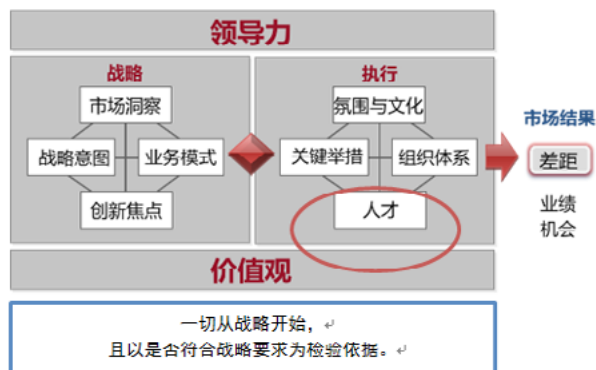 领导力
战略
市场洞察
战略意图
业务模式
创新焦点
执行
氛围与文化
关键举措
组织体系
人才
市场结果
差距
业绩
机会
价值观
一切从战略开始，
且以是否符合战略要求为检验依据。